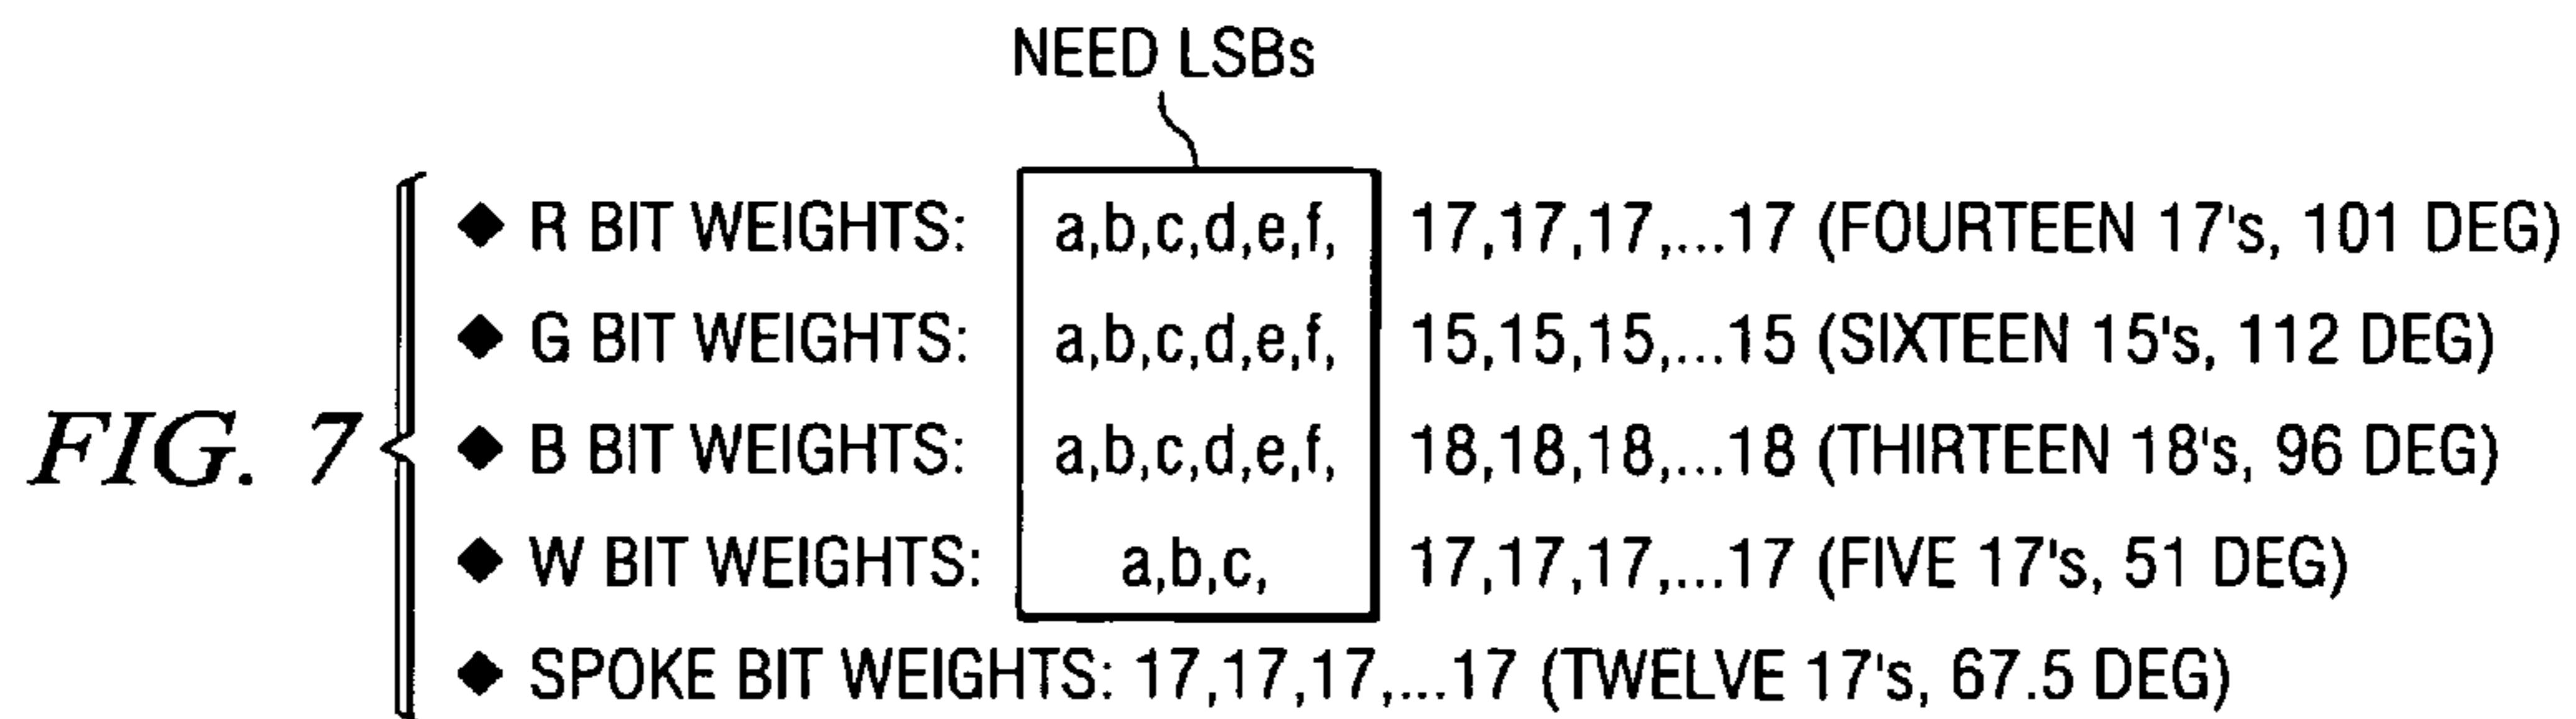 NEED LSBs
◆ R BIT WEIGHTS: a,b,c,d,e,f, 17,17,17,...17 (FOURTEEN 17's, 101 DEG)
◆ G BIT WEIGHTS: a,b,c,d,e,f, 15,15,15,...15 (SIXTEEN 15's, 112 DEG)
FIG. 7
◆ B BIT WEIGHTS: a,b,c,d,e,f, 18,18,18,...18 (THIRTEEN 18's, 96 DEG)
◆ W BIT WEIGHTS: a,b,c, 17,17,17,...17 (FIVE 17's, 51 DEG)
◆ SPOKE BIT WEIGHTS: 17,17,17,...17 (TWELVE 17's, 67.5 DEG)